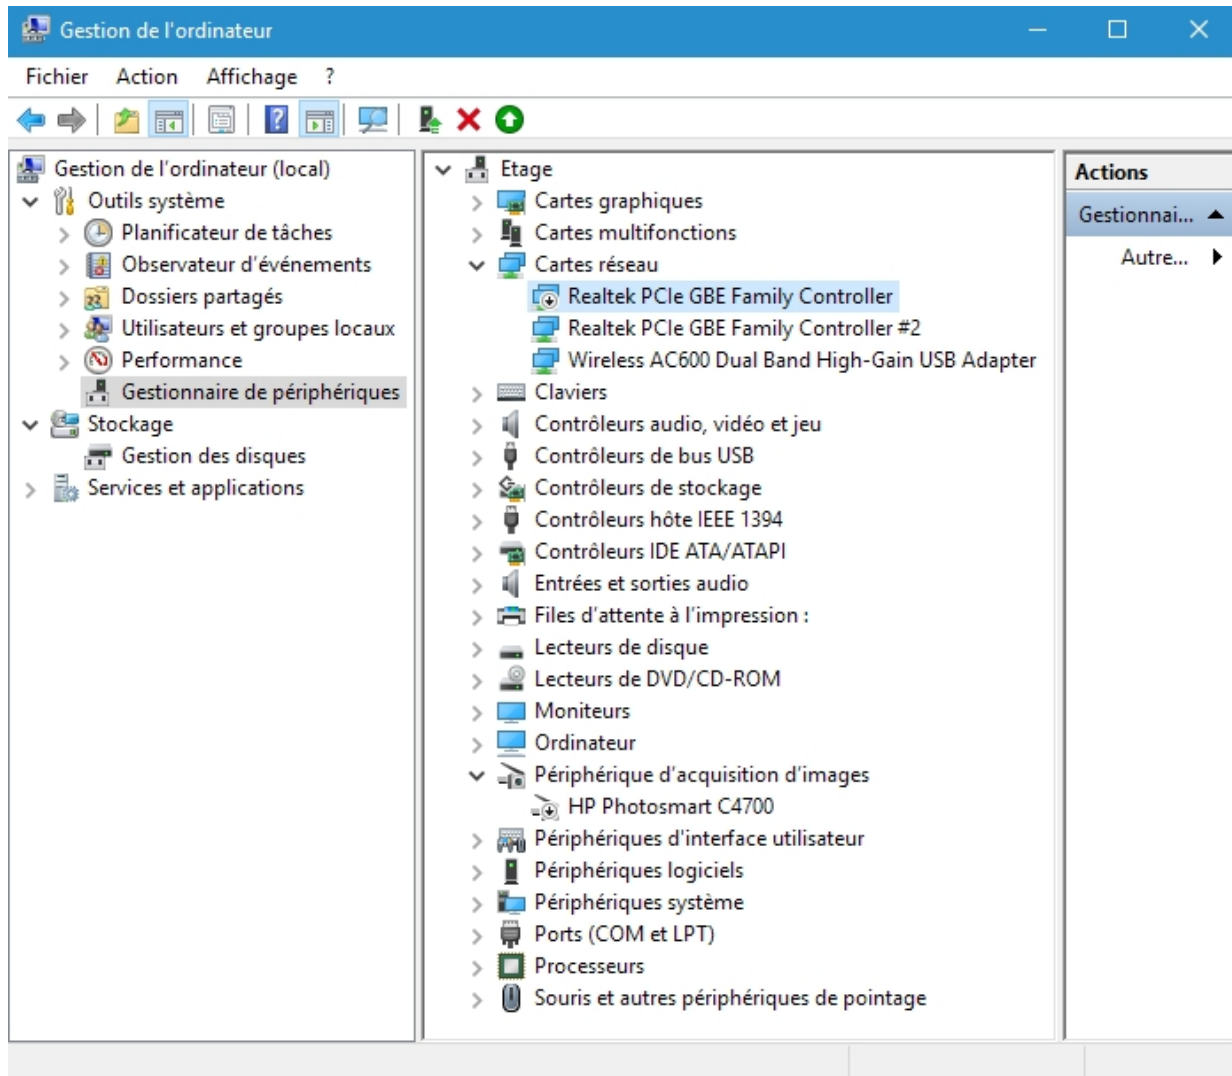 Gestion de l'ordinateur
Fichier Action Affichage ?
Gestion de l'ordinateur (local)
Outils système
Planificateur de tâches
Observateur d'événements
Dossiers partagés
Utilisateurs et groupes locaux
Performance
Gestionnaire de périphériques
Stockage
Gestion des disques
Services et applications
Etage
Cartes graphiques
Cartes multifonctions
Cartes réseau
Realtek PCIe GBE Family Controller
Realtek PCIe GBE Family Controller #2
Wireless AC600 Dual Band High-Gain USB Adapter
Claviers
Contrôleurs audio, vidéo et jeu
Contrôleurs de bus USB
Contrôleurs de stockage
Contrôleurs hôte IEEE 1394
Contrôleurs IDE ATA/ATAPI
Entrées et sorties audio
Files d'attente à l'impression :
Lecteurs de disque
Lecteurs de DVD/CD-ROM
Moniteurs
Ordinateur
Périphérique d'acquisition d'images
HP Photosmart C4700
Périphériques d'interface utilisateur
Périphériques logiciels
Périphériques système
Ports (COM et LPT)
Processeurs
Souris et autres périphériques de pointage
Actions
Gestionnai...
Autre...